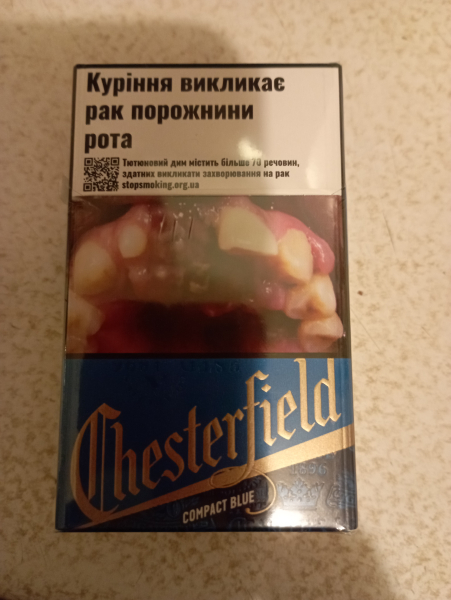 Куріння викликає
рак порожнини
рота
Тютюновий дим містить більше 70 речовин,
здатних викликати захворювання на рак
stopsmoking.org.ua
Chesterfield
1896
COMPACT BLUE